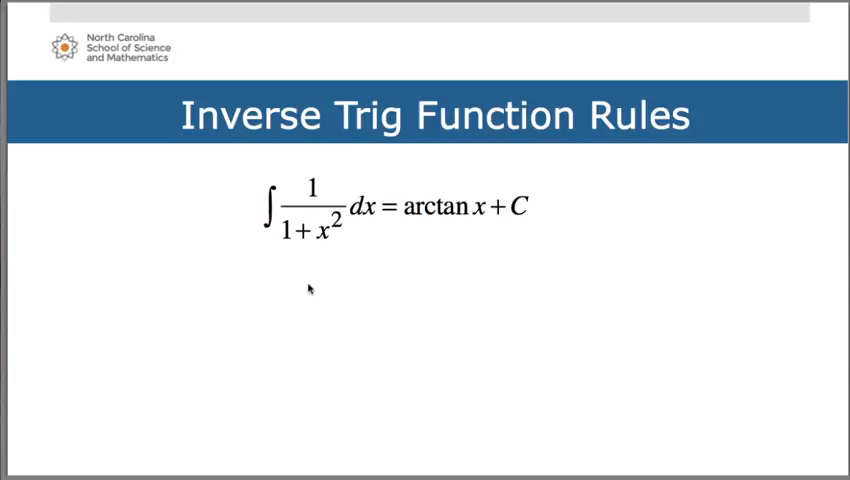 North Carolina
School of Science
and Mathematics
Inverse Trig Function Rules
∫ 1/(1+x²) dx = arctan x + C